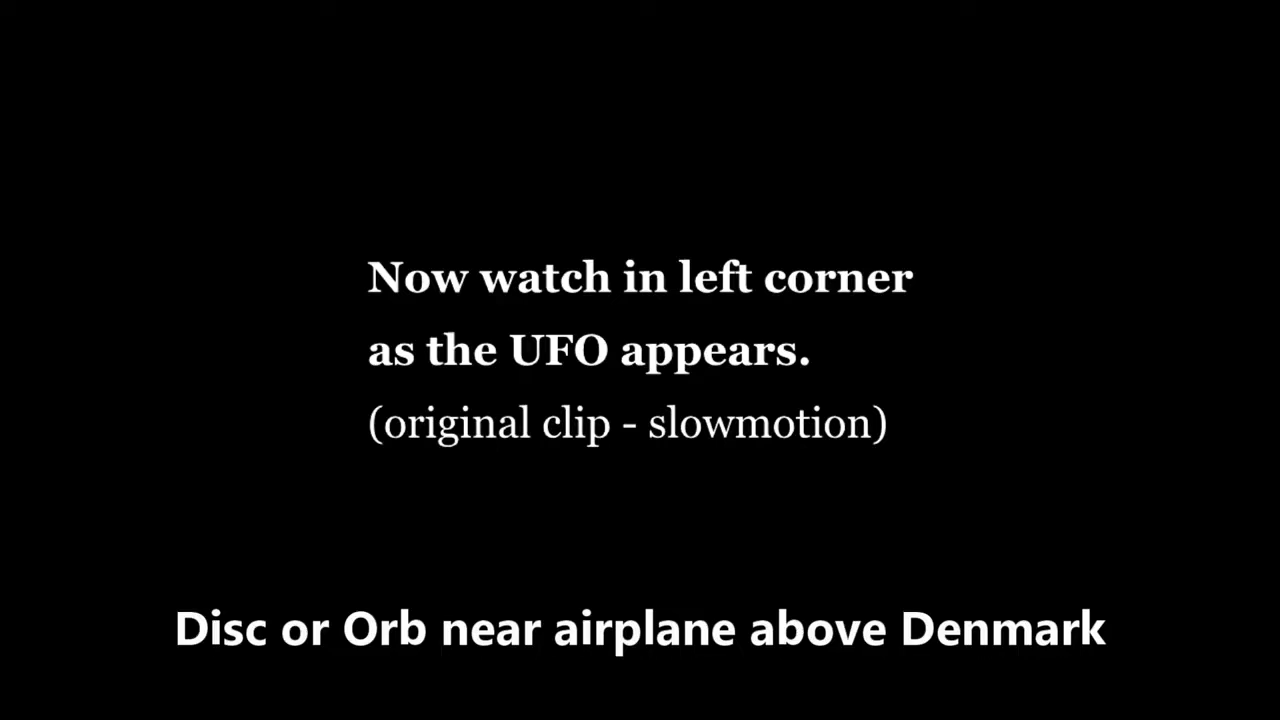 Now watch in left corner
as the UFO appears.
(original clip - slowmotion)
Disc or Orb near airplane above Denmark